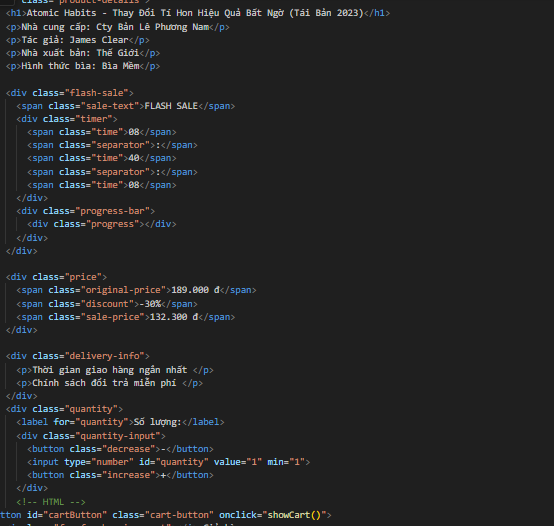 class="product-details">
<h1>Atomic Habits - Thay Đổi Tí Hon Hiệu Quả Bất Ngờ (Tái Bản 2023)</h1>
<p>Nhà cung cấp: Cty Bán Lẻ Phương Nam</p>
<p>Tác giả: James Clear</p>
<p>Nhà xuất bản: Thế Giới</p>
<p>Hình thức bìa: Bìa Mềm</p>
<div class="flash-sale">
<span class="sale-text">FLASH SALE</span>
<div class="timer">
<span class="time">08</span>
<span class="separator">:</span>
<span class="time">40</span>
<span class="separator">:</span>
<span class="time">08</span>
</div>
<div class="progress-bar">
<div class="progress"></div>
</div>
</div>
<div class="price">
<span class="original-price">189.000 đ</span>
<span class="discount">-30%</span>
<span class="sale-price">132.300 đ</span>
</div>
<div class="delivery-info">
<p>Thời gian giao hàng ngắn nhất </p>
<p>Chính sách đổi trả miễn phí </p>
</div>
<div class="quantity">
<label for="quantity">Số lượng:</label>
<div class="quantity-input">
<button class="decrease">-</button>
<input type="number" id="quantity" value="1" min="1">
<button class="increase">+</button>
</div>
<!-- HTML -->
tton id="cartButton" class="cart-button" onclick="showCart()">